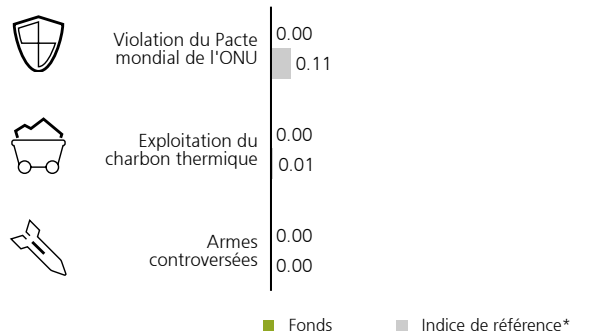 Violation du Pacte
mondial de l'ONU
0.00
0.11
Exploitation du
charbon thermique
0.00
0.01
Armes
controversées
0.00
0.00
Fonds
Indice de référence*